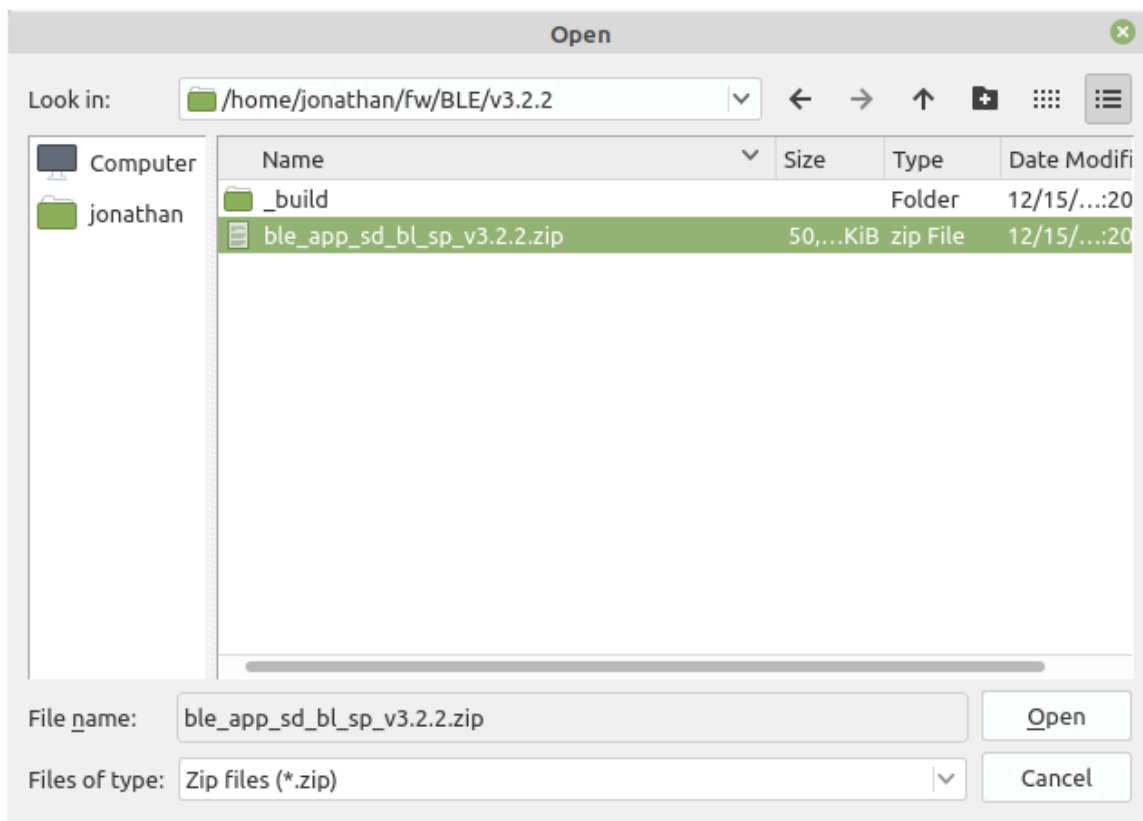 Open
Look in: /home/jonathan/fw/BLE/v3.2.2
Computer
jonathan
Name Size Type Date Modifi
_build Folder 12/15/…:20
ble_app_sd_bl_sp_v3.2.2.zip 50,…KiB zip File 12/15/…:20
File name: ble_app_sd_bl_sp_v3.2.2.zip Open
Files of type: Zip files (*.zip) Cancel